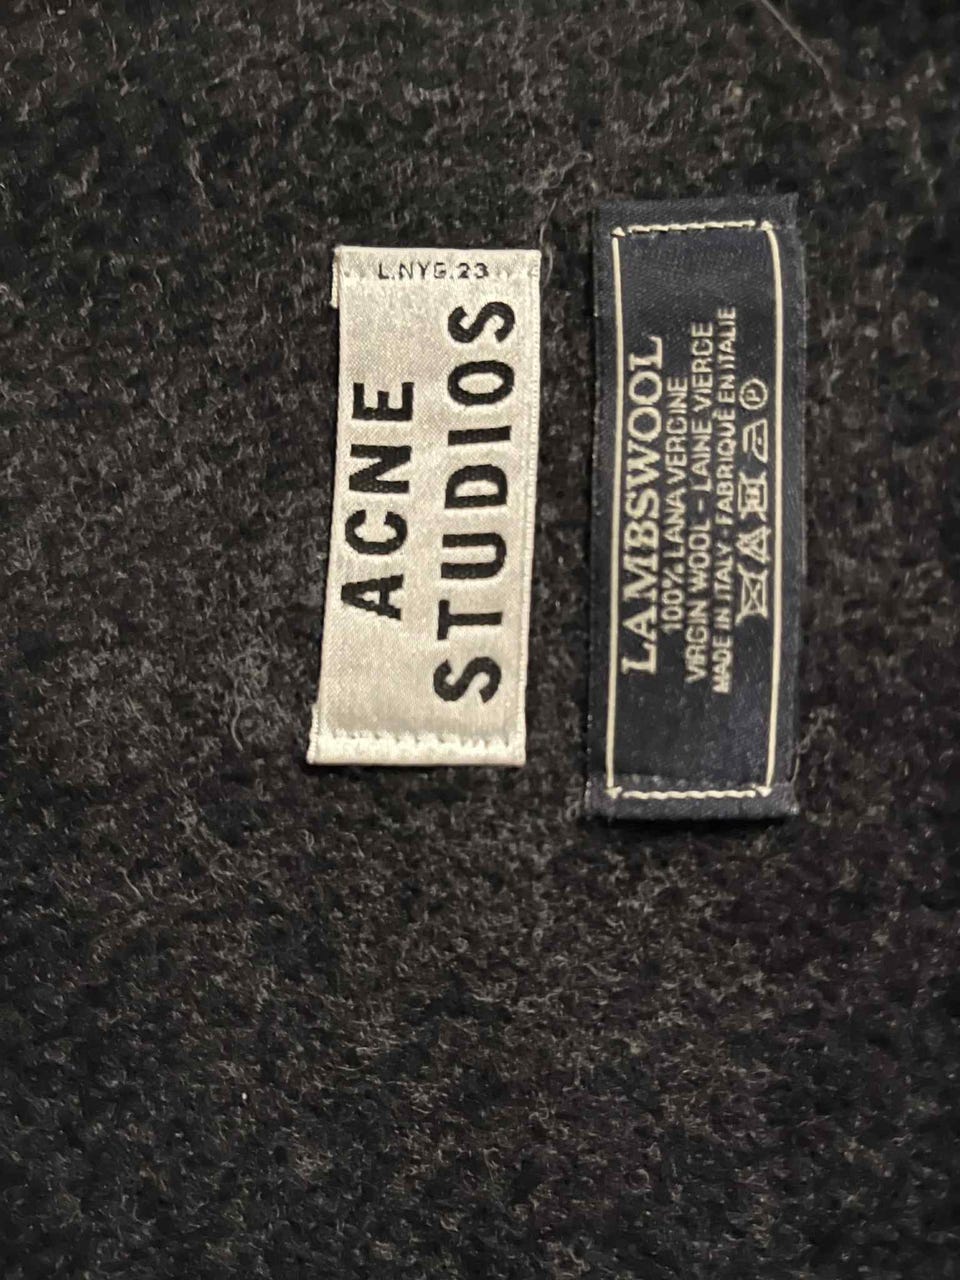 L.NYG.23
ACNE
STUDIOS
LAMBSWOOL
100% LANA VERGINE
VIRGIN WOOL - LAINE VIERGE
MADE IN ITALY - FABRIQUÉ EN ITALIE
P